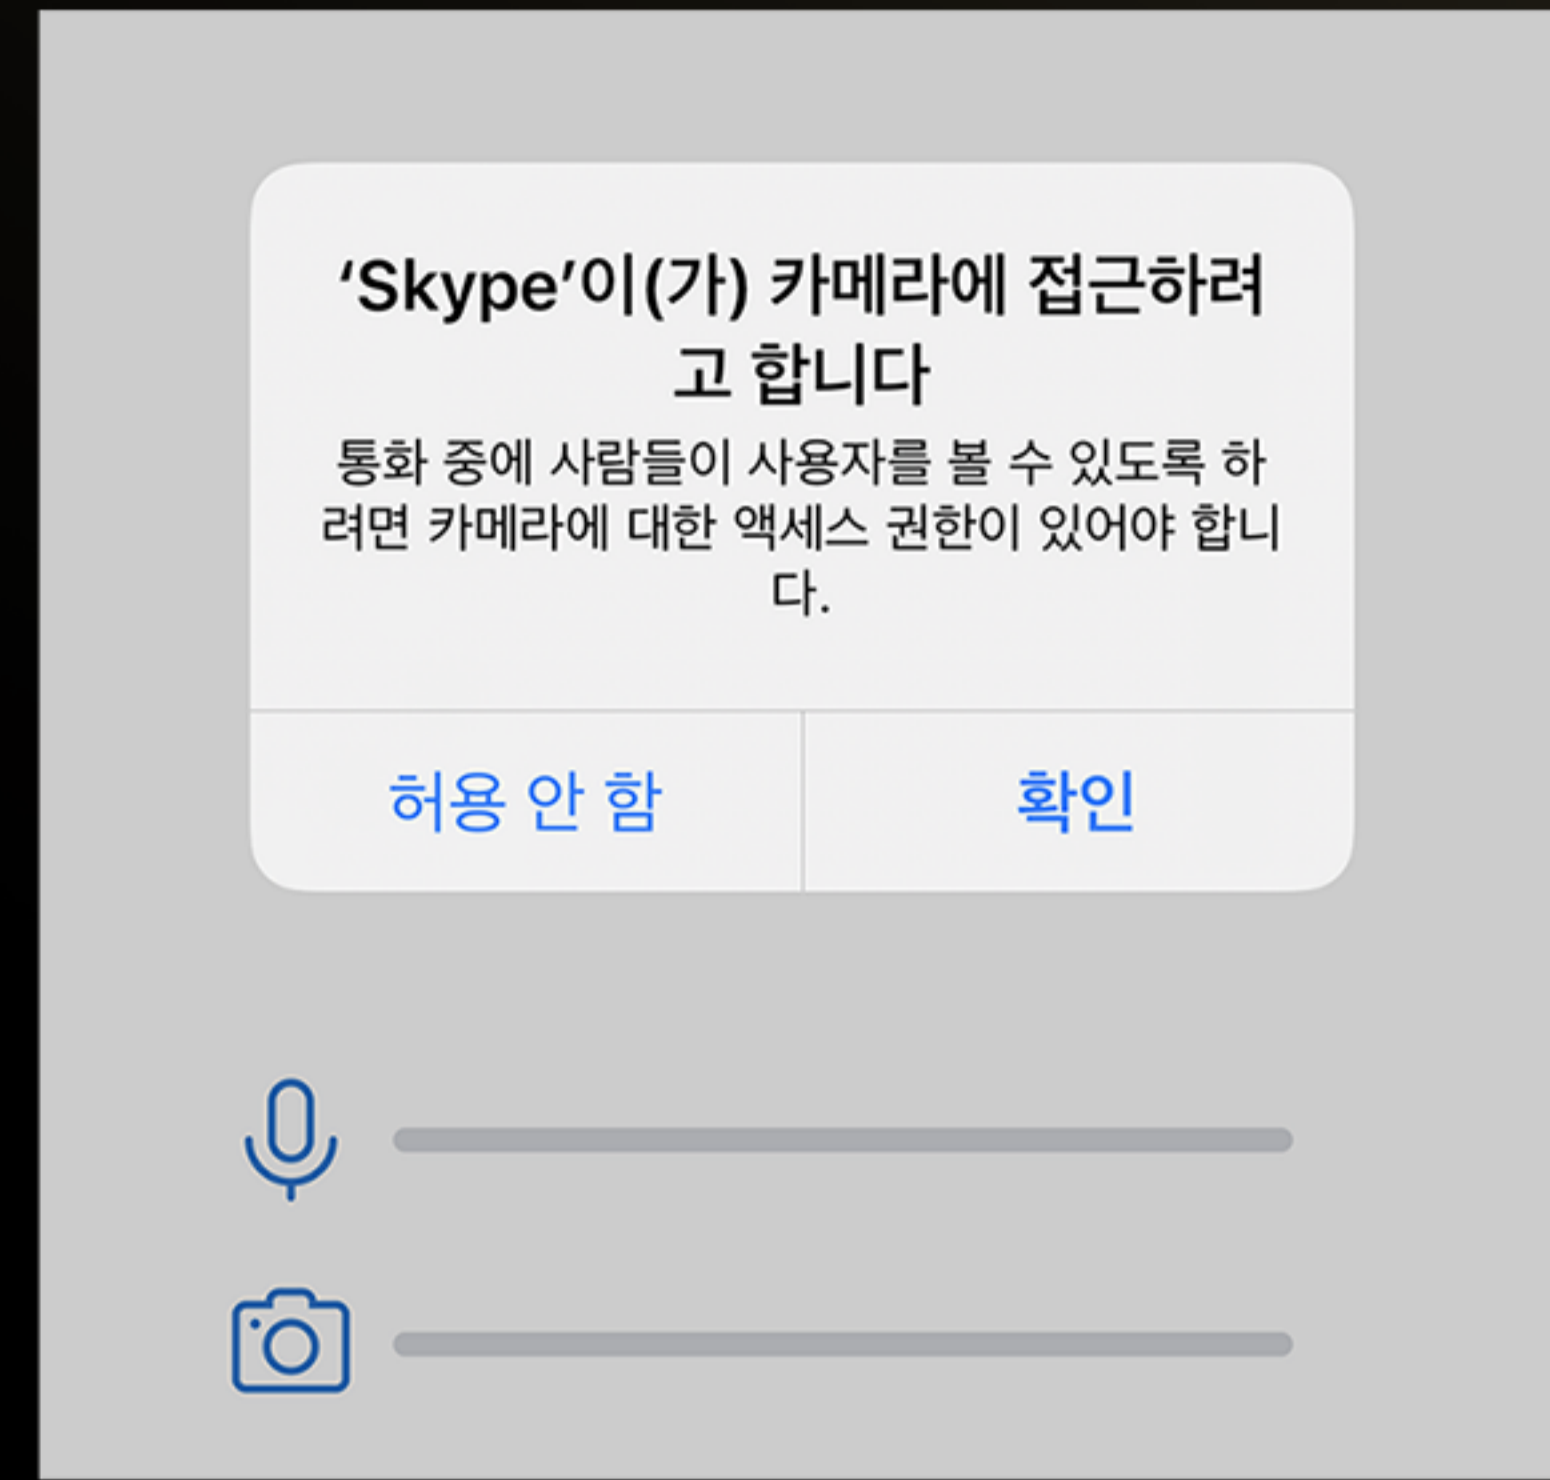 ‘Skype’이(가) 카메라에 접근하려
고 합니다
통화 중에 사람들이 사용자를 볼 수 있도록 하
려면 카메라에 대한 액세스 권한이 있어야 합니
다.
허용 안 함
확인